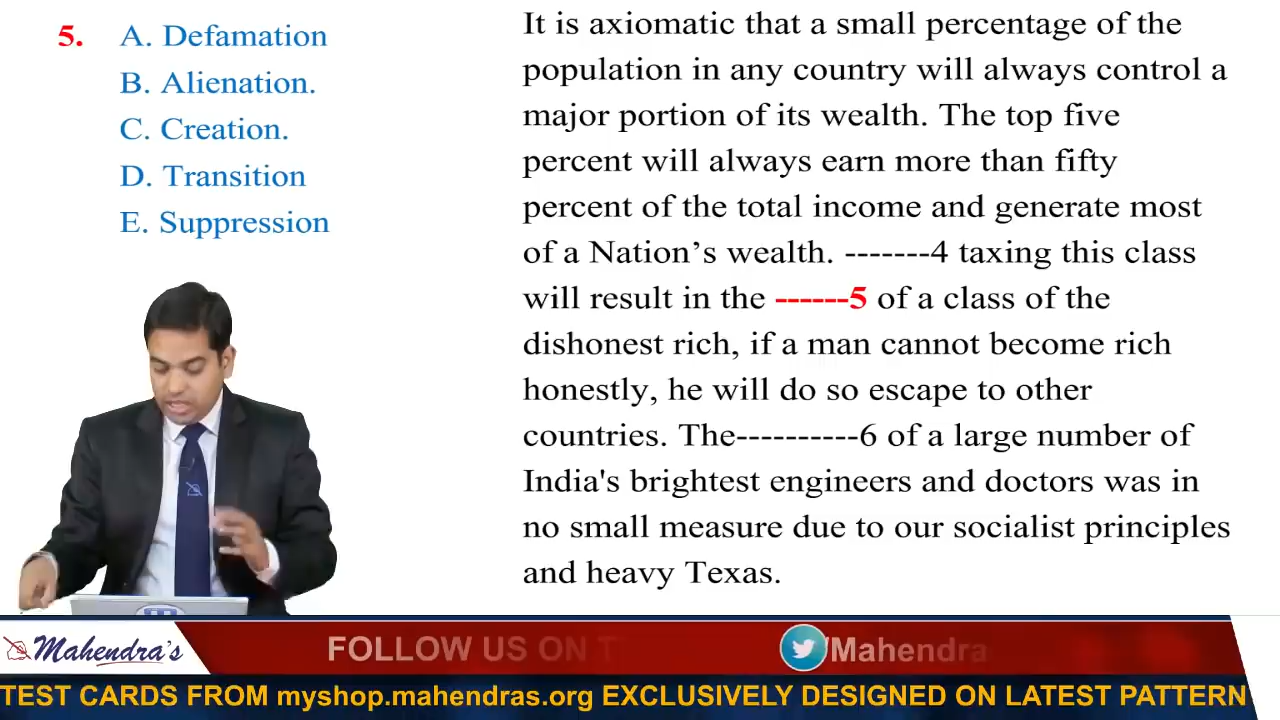 5.
A. Defamation
B. Alienation.
C. Creation.
D. Transition
E. Suppression
It is axiomatic that a small percentage of the
population in any country will always control a
major portion of its wealth. The top five
percent will always earn more than fifty
percent of the total income and generate most
of a Nation’s wealth. -------4 taxing this class
will result in the ------5 of a class of the
dishonest rich, if a man cannot become rich
honestly, he will do so escape to other
countries. The----------6 of a large number of
India's brightest engineers and doctors was in
no small measure due to our socialist principles
and heavy Texas.
Mahendra's
FOLLOW US ON T
/Mahendra
TEST CARDS FROM myshop.mahendras.org EXCLUSIVELY DESIGNED ON LATEST PATTERN